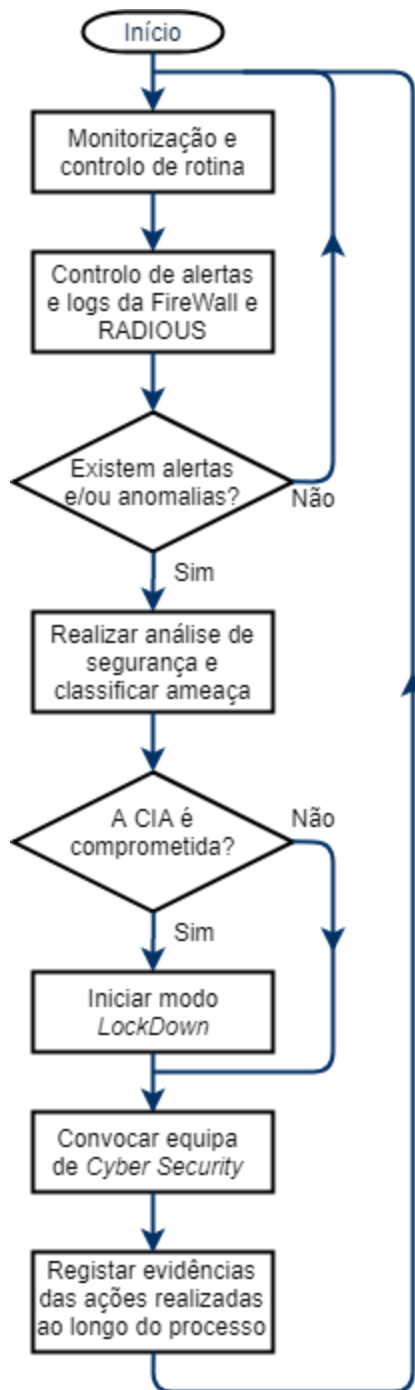 Início
Monitorização e
controlo de rotina
Controlo de alertas
e logs da FireWall e
RADIOUS
Existem alertas
e/ou anomalias?
Não
Sim
Realizar análise de
segurança e
classificar ameaça
A CIA é
comprometida?
Não
Sim
Iniciar modo
LockDown
Convocar equipa
de Cyber Security
Registar evidências
das ações realizadas
ao longo do processo